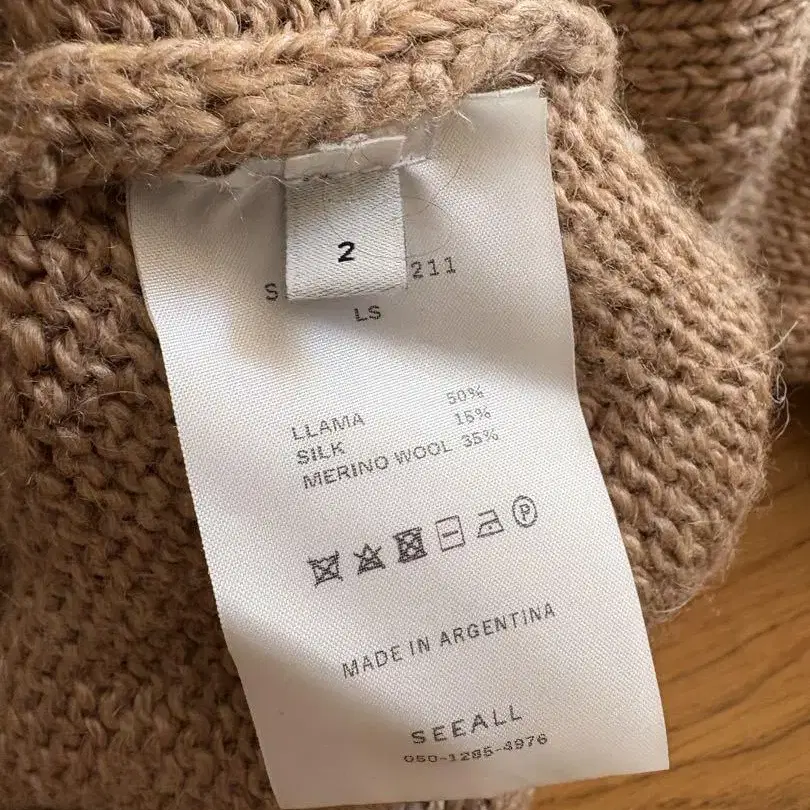 2
S 211
LS
LLAMA 50%
SILK 15%
MERINO WOOL 35%
P
MADE IN ARGENTINA
SEEALL
050-1285-4976